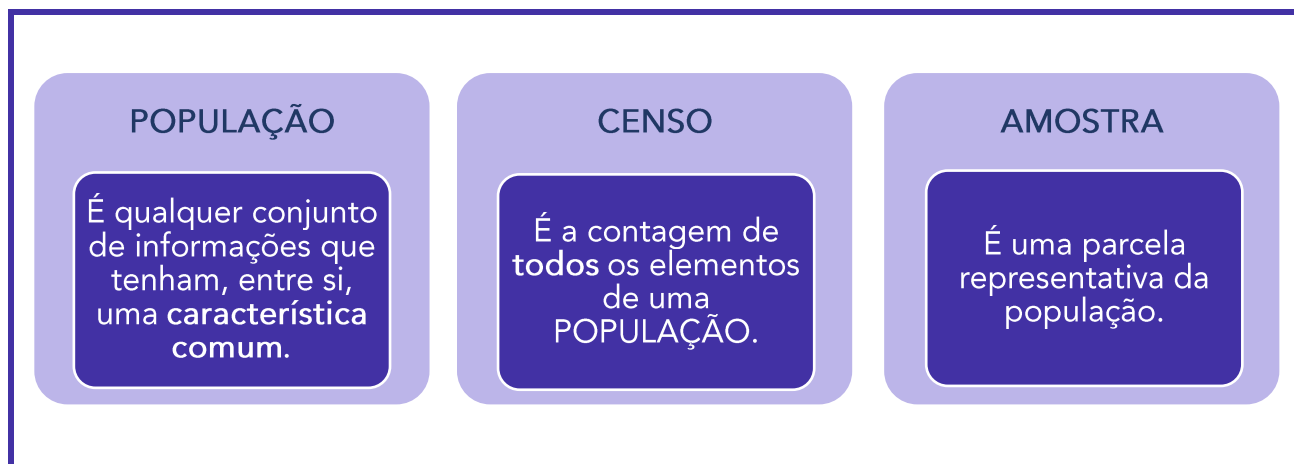 POPULAÇÃO
É qualquer conjunto
de informações que
tenham, entre si,
uma característica
comum.
CENSO
É a contagem de
todos os elementos
de uma
POPULAÇÃO.
AMOSTRA
É uma parcela
representativa da
população.